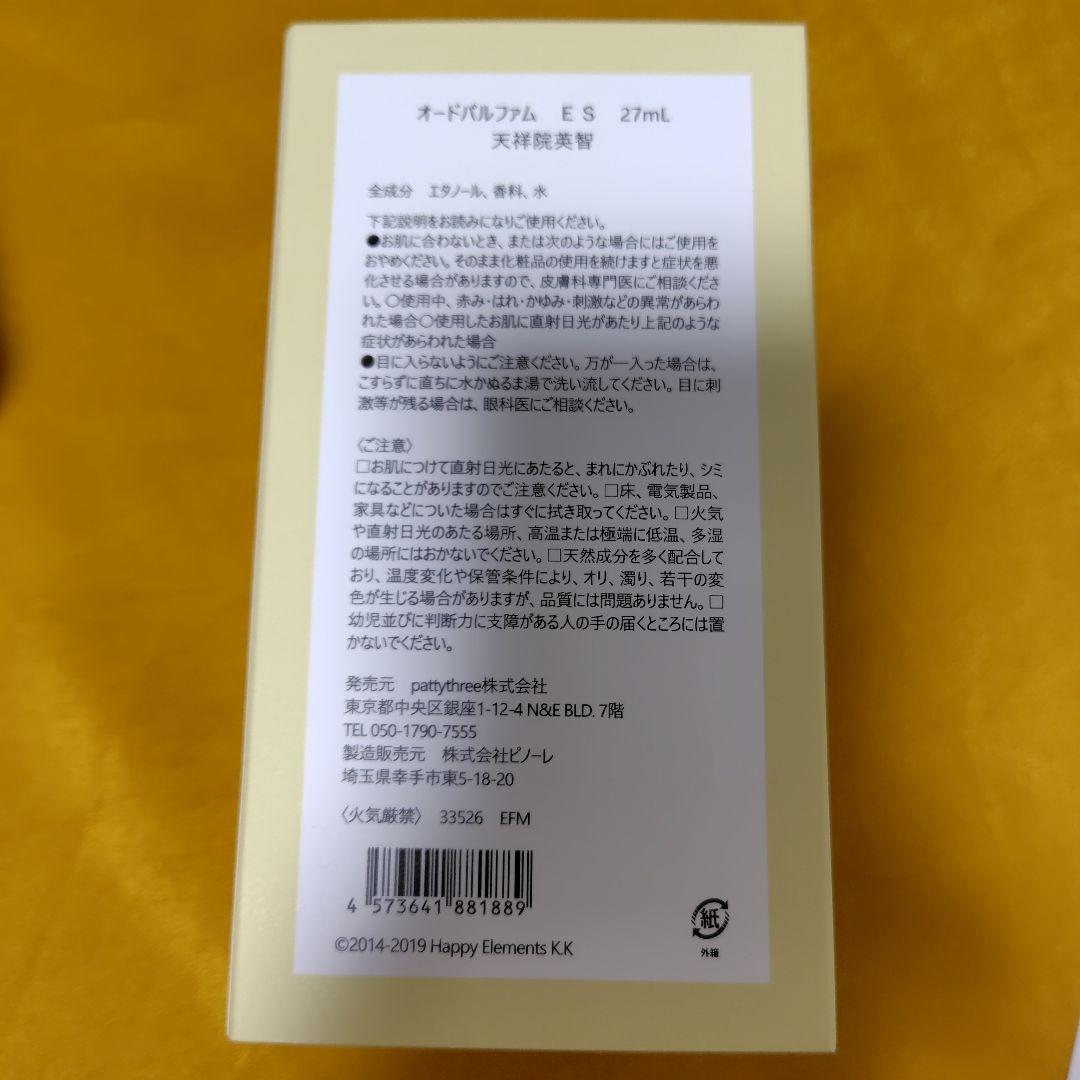 オードパルファム　ＥＳ　27mL
天祥院英智
全成分　エタノール、香料、水
下記説明をお読みになりご使用ください。
●お肌に合わないとき、または次のような場合にはご使用を
おやめください。そのまま化粧品の使用を続けますと症状を悪
化させる場合がありますので、皮膚科専門医にご相談くださ
い。〇使用中、赤み・はれ・かゆみ・刺激などの異常があらわ
れた場合〇使用したお肌に直射日光があたり上記のような
症状があらわれた場合
●目に入らないようにご注意ください。万が一入った場合は、
こすらずに直ちに水かぬるま湯で洗い流してください。目に刺
激等が残る場合は、眼科医にご相談ください。
〈ご注意〉
□お肌につけて直射日光にあたると、まれにかぶれたり、シミ
になることがありますのでご注意ください。□床、電気製品、
家具などについた場合はすぐに拭き取ってください。□火気
や直射日光のあたる場所、高温または極端に低温、多湿
の場所にはおかないでください。□天然成分を多く配合して
おり、温度変化や保管条件により、オリ、濁り、若干の変
色が生じる場合がありますが、品質には問題ありません。□
幼児並びに判断力に支障がある人の手の届くところには置
かないでください。
発売元　pattythree株式会社
東京都中央区銀座1-12-4 N&E BLD. 7階
TEL 050-1790-7555
製造販売元　株式会社ピノーレ
埼玉県幸手市東5-18-20
〈火気厳禁〉　33526　EFM
4 573641 881889
紙
外箱
©2014-2019 Happy Elements K.K